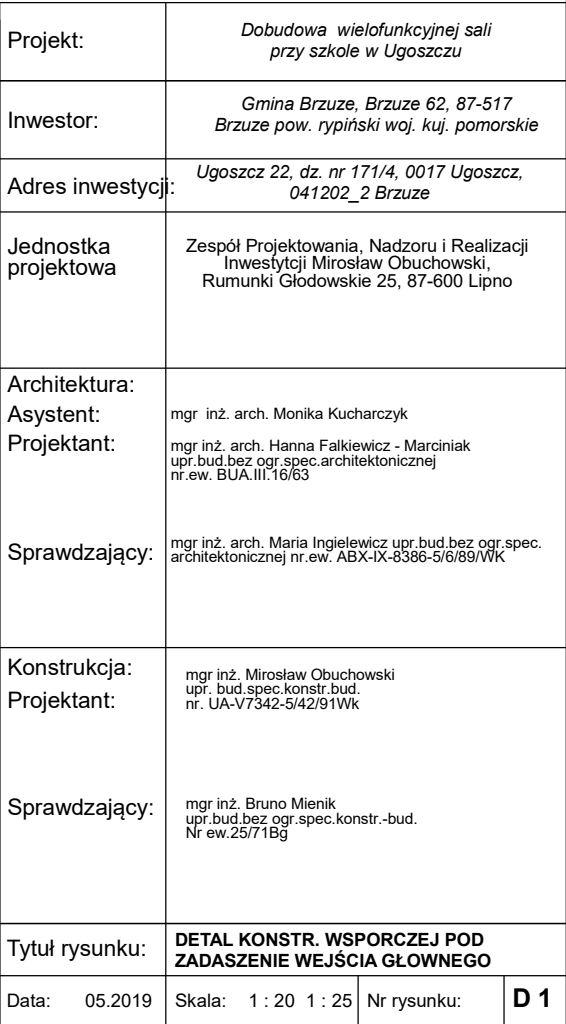 Projekt:
Dobudowa wielofunkcyjnej sali
przy szkole w Ugoszczu
Inwestor:
Gmina Brzuze, Brzuze 62, 87-517
Brzuze pow. rypiński woj. kuj. pomorskie
Adres inwestycji:
Ugoszcz 22, dz. nr 171/4, 0017 Ugoszcz,
041202_2 Brzuze
Jednostka
projektowa
Zespół Projektowania, Nadzoru i Realizacji
Inwestytcji Mirosław Obuchowski,
Rumunki Głodowskie 25, 87-600 Lipno
Architektura:
Asystent:
mgr inż. arch. Monika Kucharczyk
Projektant:
mgr inż. arch. Hanna Falkiewicz - Marciniak
upr.bud.bez ogr.spec.architektonicznej
nr.ew. BUA.III.16/63
Sprawdzający:
mgr inż. arch. Maria Ingielewicz upr.bud.bez ogr.spec.
architektonicznej nr.ew. ABX-IX-8386-5/6/89/WK
Konstrukcja:
Projektant:
mgr inż. Mirosław Obuchowski
upr. bud.spec.konstr.bud.
nr. UA-V7342-5/42/91Wk
Sprawdzający:
mgr inż. Bruno Mienik
upr.bud.bez ogr.spec.konstr.-bud.
Nr ew.25/71Bg
Tytuł rysunku:
DETAL KONSTR. WSPORCZEJ POD
ZADASZENIE WEJŚCIA GŁOWNEGO
Data: 05.2019 Skala: 1 : 20 1 : 25 Nr rysunku: D 1